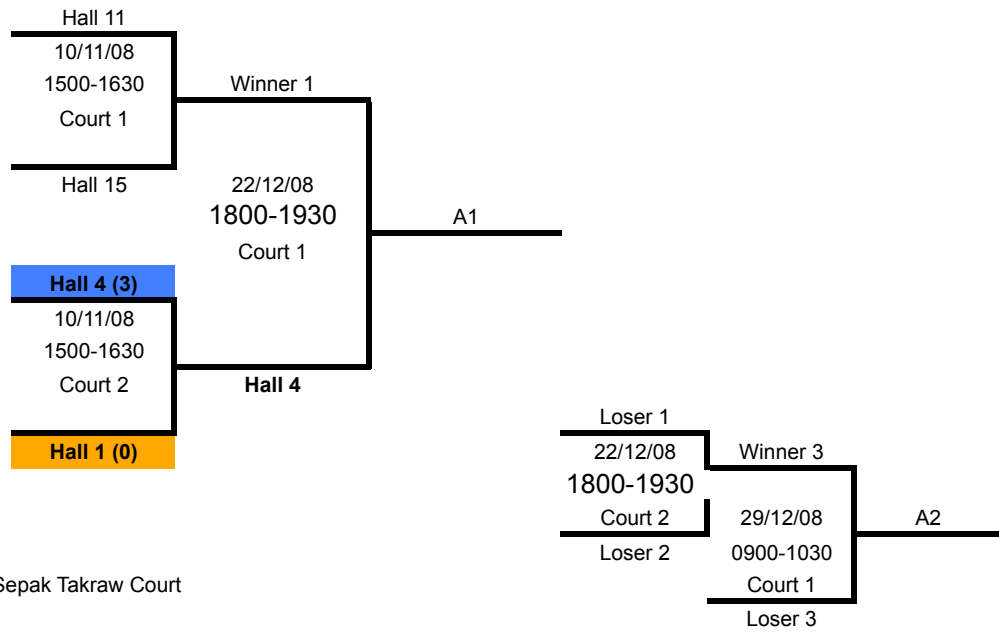 Hall 11
10/11/08
1500-1630
Court 1
Hall 15
Winner 1
22/12/08
1800-1930
Court 1
A1
Hall 4 (3)
10/11/08
1500-1630
Court 2
Hall 1 (0)
Hall 4
Loser 1
22/12/08
1800-1930
Court 2
Loser 2
Winner 3
29/12/08
0900-1030
Court 1
Loser 3
A2
Sepak Takraw Court